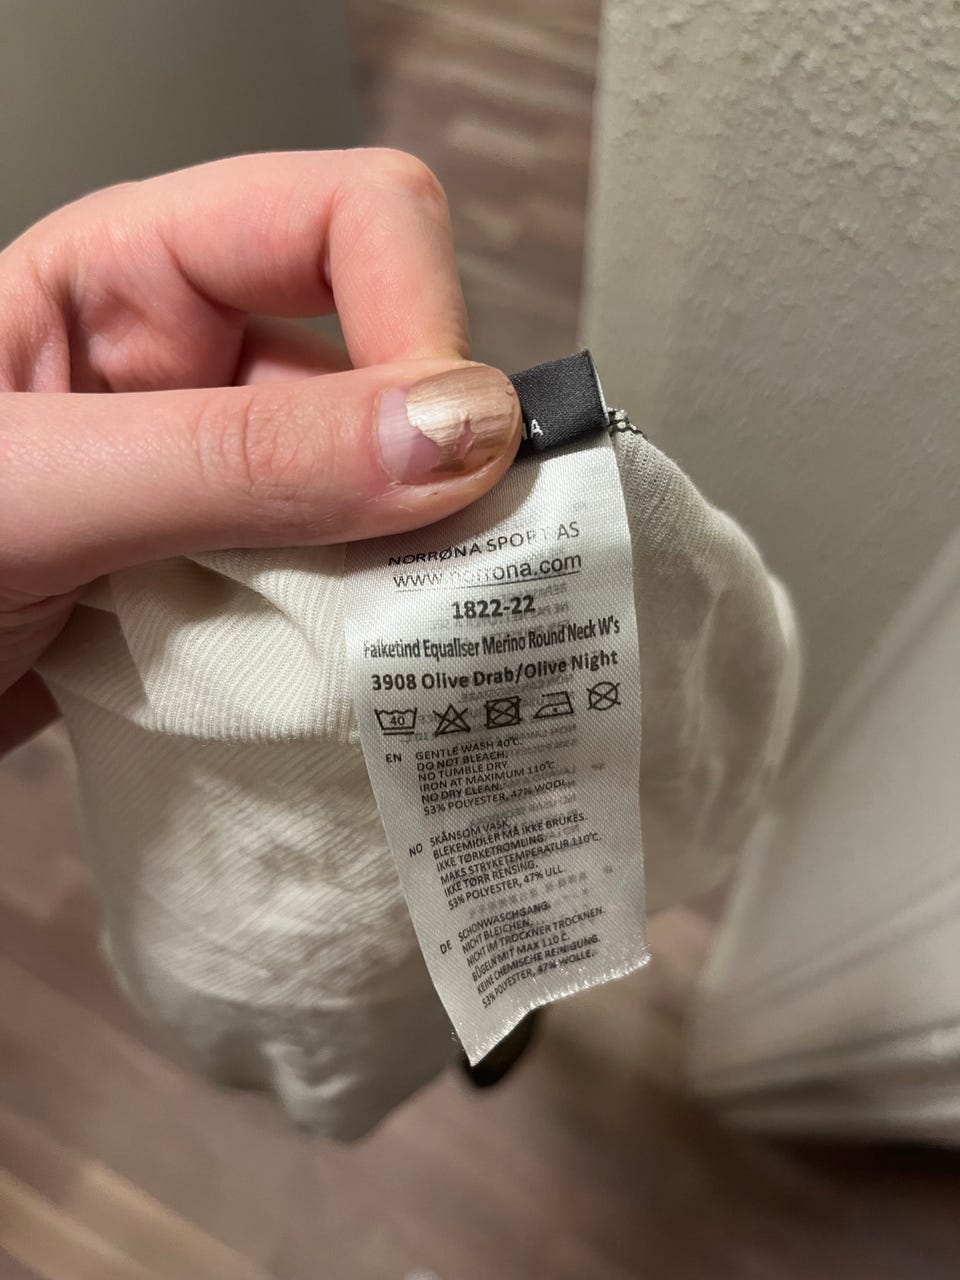 NA
NORRØNA SPORT AS
www.norrona.com
1822-22
Falketind Equaliser Merino Round Neck W's
3908 Olive Drab/Olive Night
40
EN GENTLE WASH 40°C.
DO NOT BLEACH.
NO TUMBLE DRY.
IRON AT MAXIMUM 110°C
NO DRY CLEAN.
53% POLYESTER, 47% WOOL.
NO SKÅNSOM VASK.
BLEKEMIDLER MÅ IKKE BRUKES.
IKKE TØRKETROMLING.
MAKS STRYKETEMPERATUR 110°C.
IKKE TØRR RENSING.
53% POLYESTER, 47% ULL.
DE SCHONWASCHGANG.
NICHT BLEICHEN.
NICHT IM TROCKNER TROCKNEN.
BÜGELN MIT MAX 110°C.
KEINE CHEMISCHE REINIGUNG.
53% POLYESTER, 47% WOLLE.